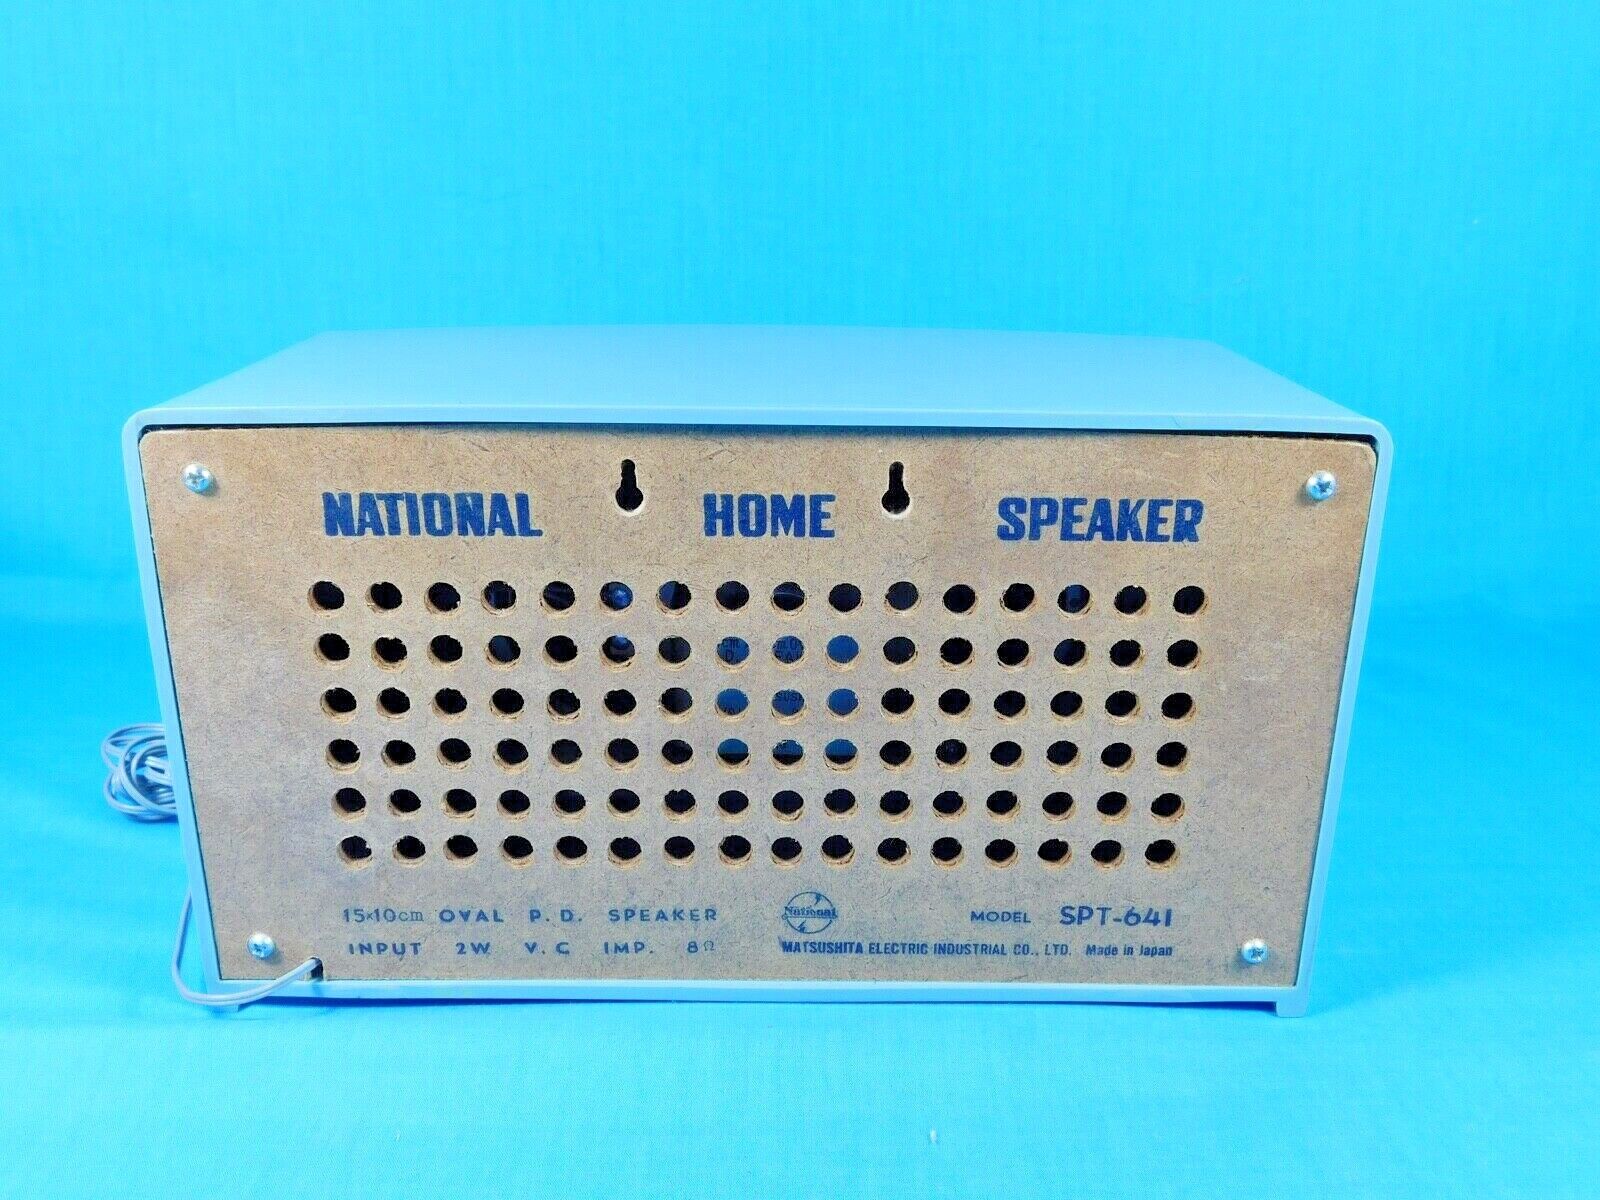 NATIONAL HOME SPEAKER
15×10cm OVAL P.D. SPEAKER
INPUT 2W V.C IMP. 8Ω
National
MATSUSHITA ELECTRIC INDUSTRIAL CO., LTD. Made in Japan
MODEL SPT-641